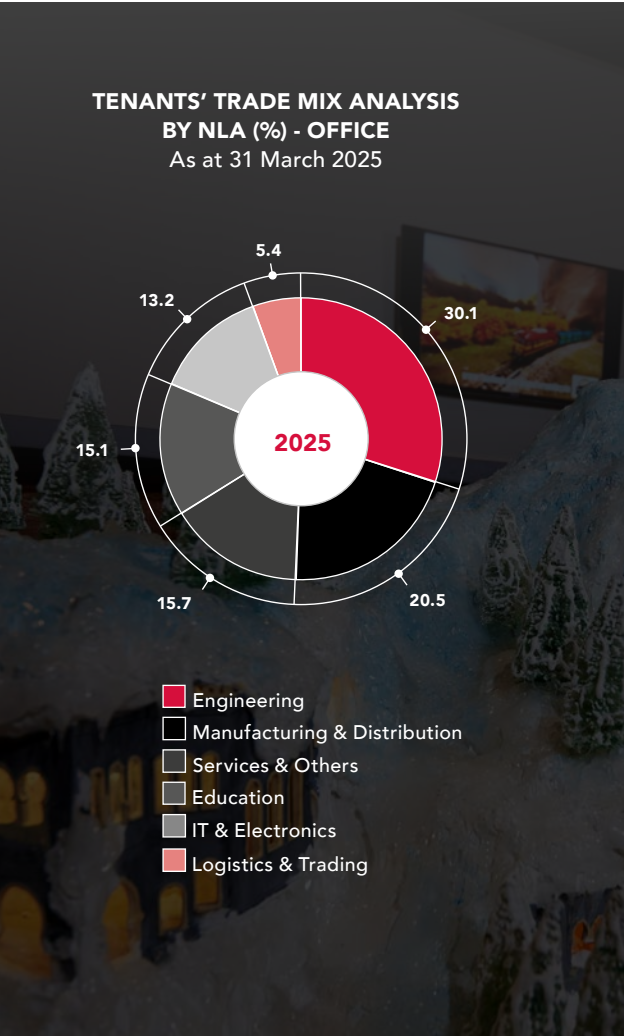 TENANTS’ TRADE MIX ANALYSIS
BY NLA (%) - OFFICE
As at 31 March 2025
5.4
13.2
30.1
2025
15.1
15.7
20.5
Engineering
Manufacturing & Distribution
Services & Others
Education
IT & Electronics
Logistics & Trading